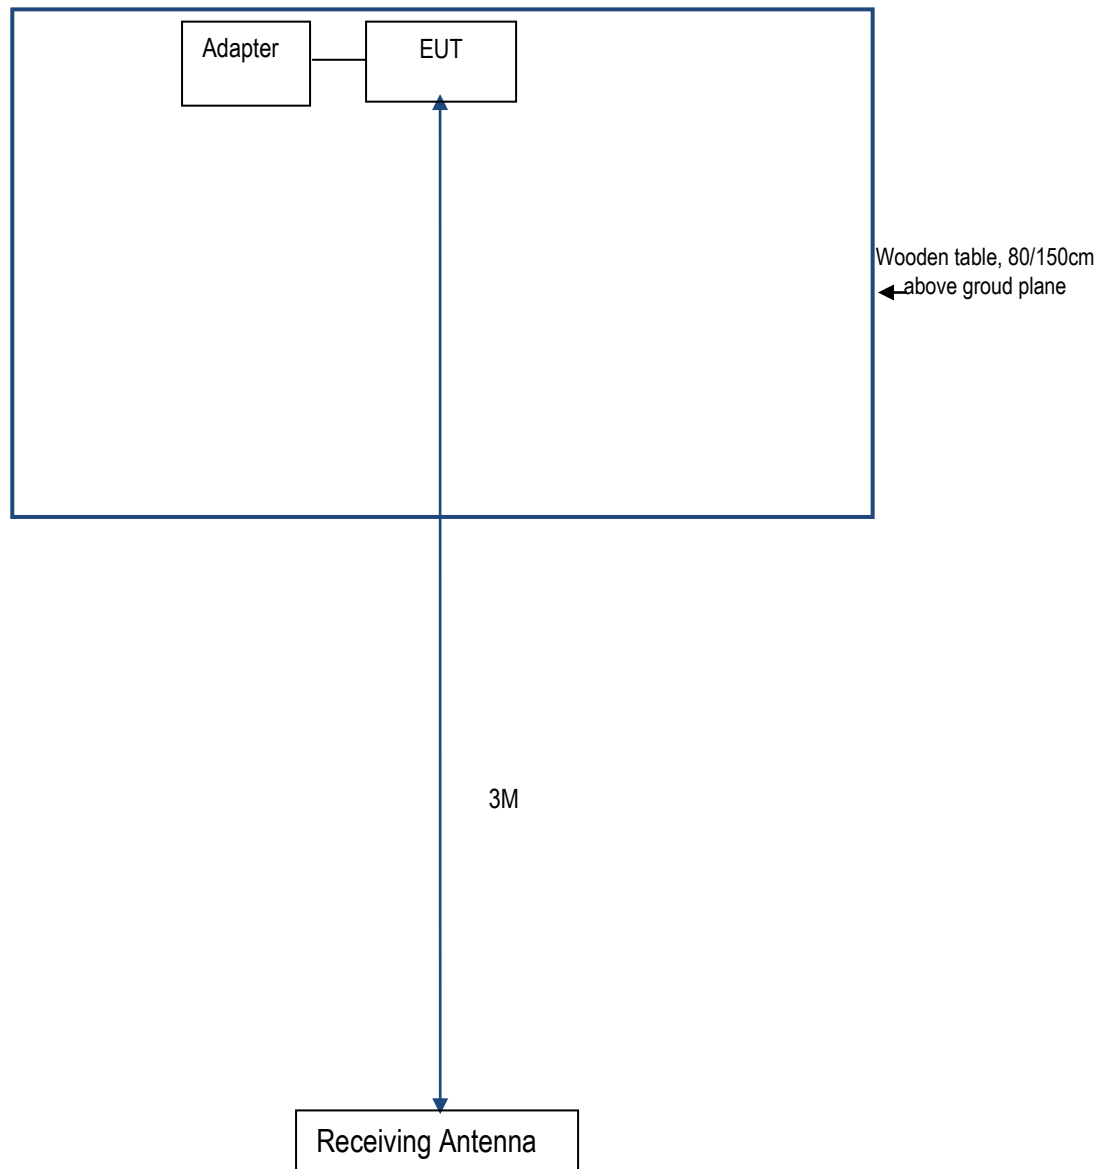 Adapter
EUT
Wooden table, 80/150cm
above groud plane
3M
Receiving Antenna